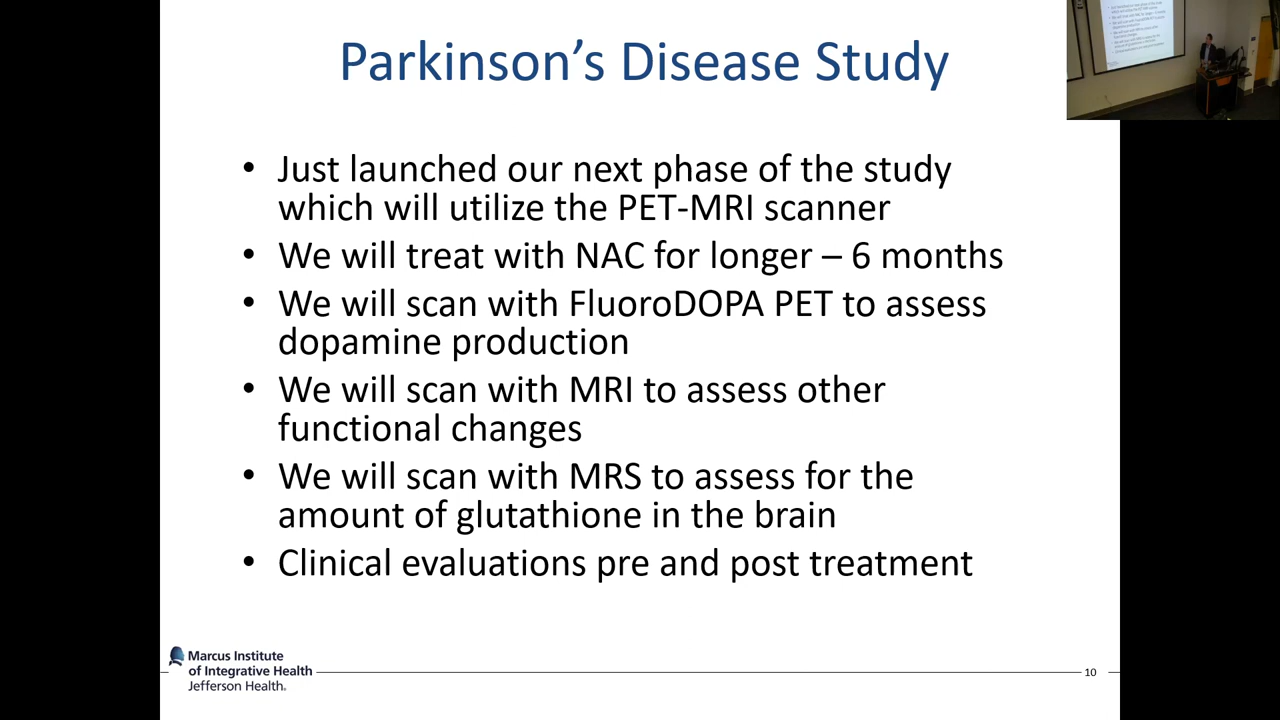 Parkinson's Disease Study
• Just launched our next phase of the study
which will utilize the PET-MRI scanner
• We will treat with NAC for longer – 6 months
• We will scan with FluoroDOPA PET to assess
dopamine production
• We will scan with MRI to assess other
functional changes
• We will scan with MRS to assess for the
amount of glutathione in the brain
• Clinical evaluations pre and post treatment
Marcus Institute
of Integrative Health
Jefferson Health.
10